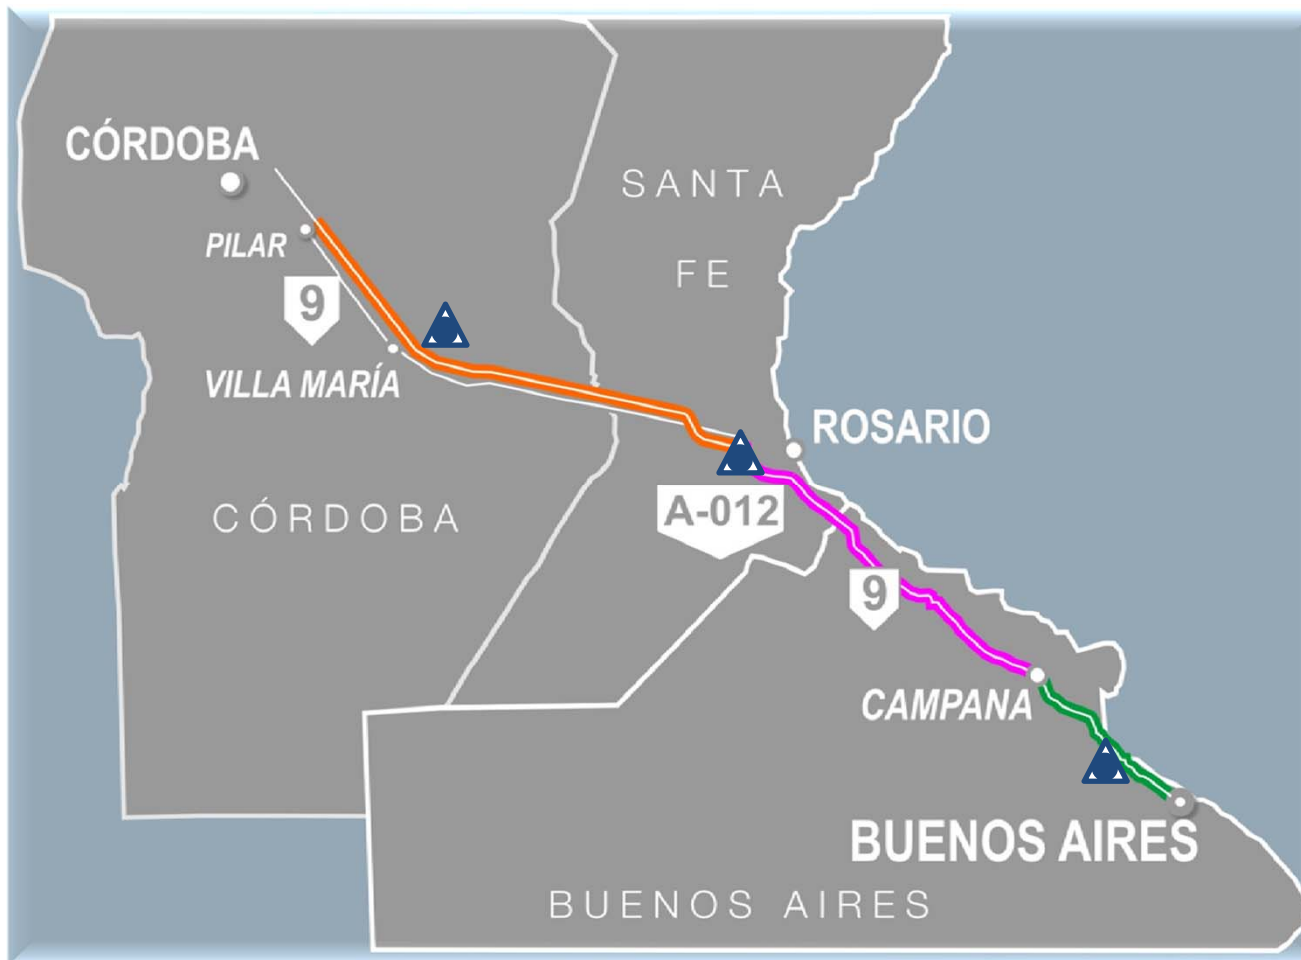 CÓRDOBA
SANTA
FE
PILAR
9
VILLA MARÍA
ROSARIO
A-012
CÓRDOBA
9
CAMPANA
BUENOS AIRES
BUENOS AIRES